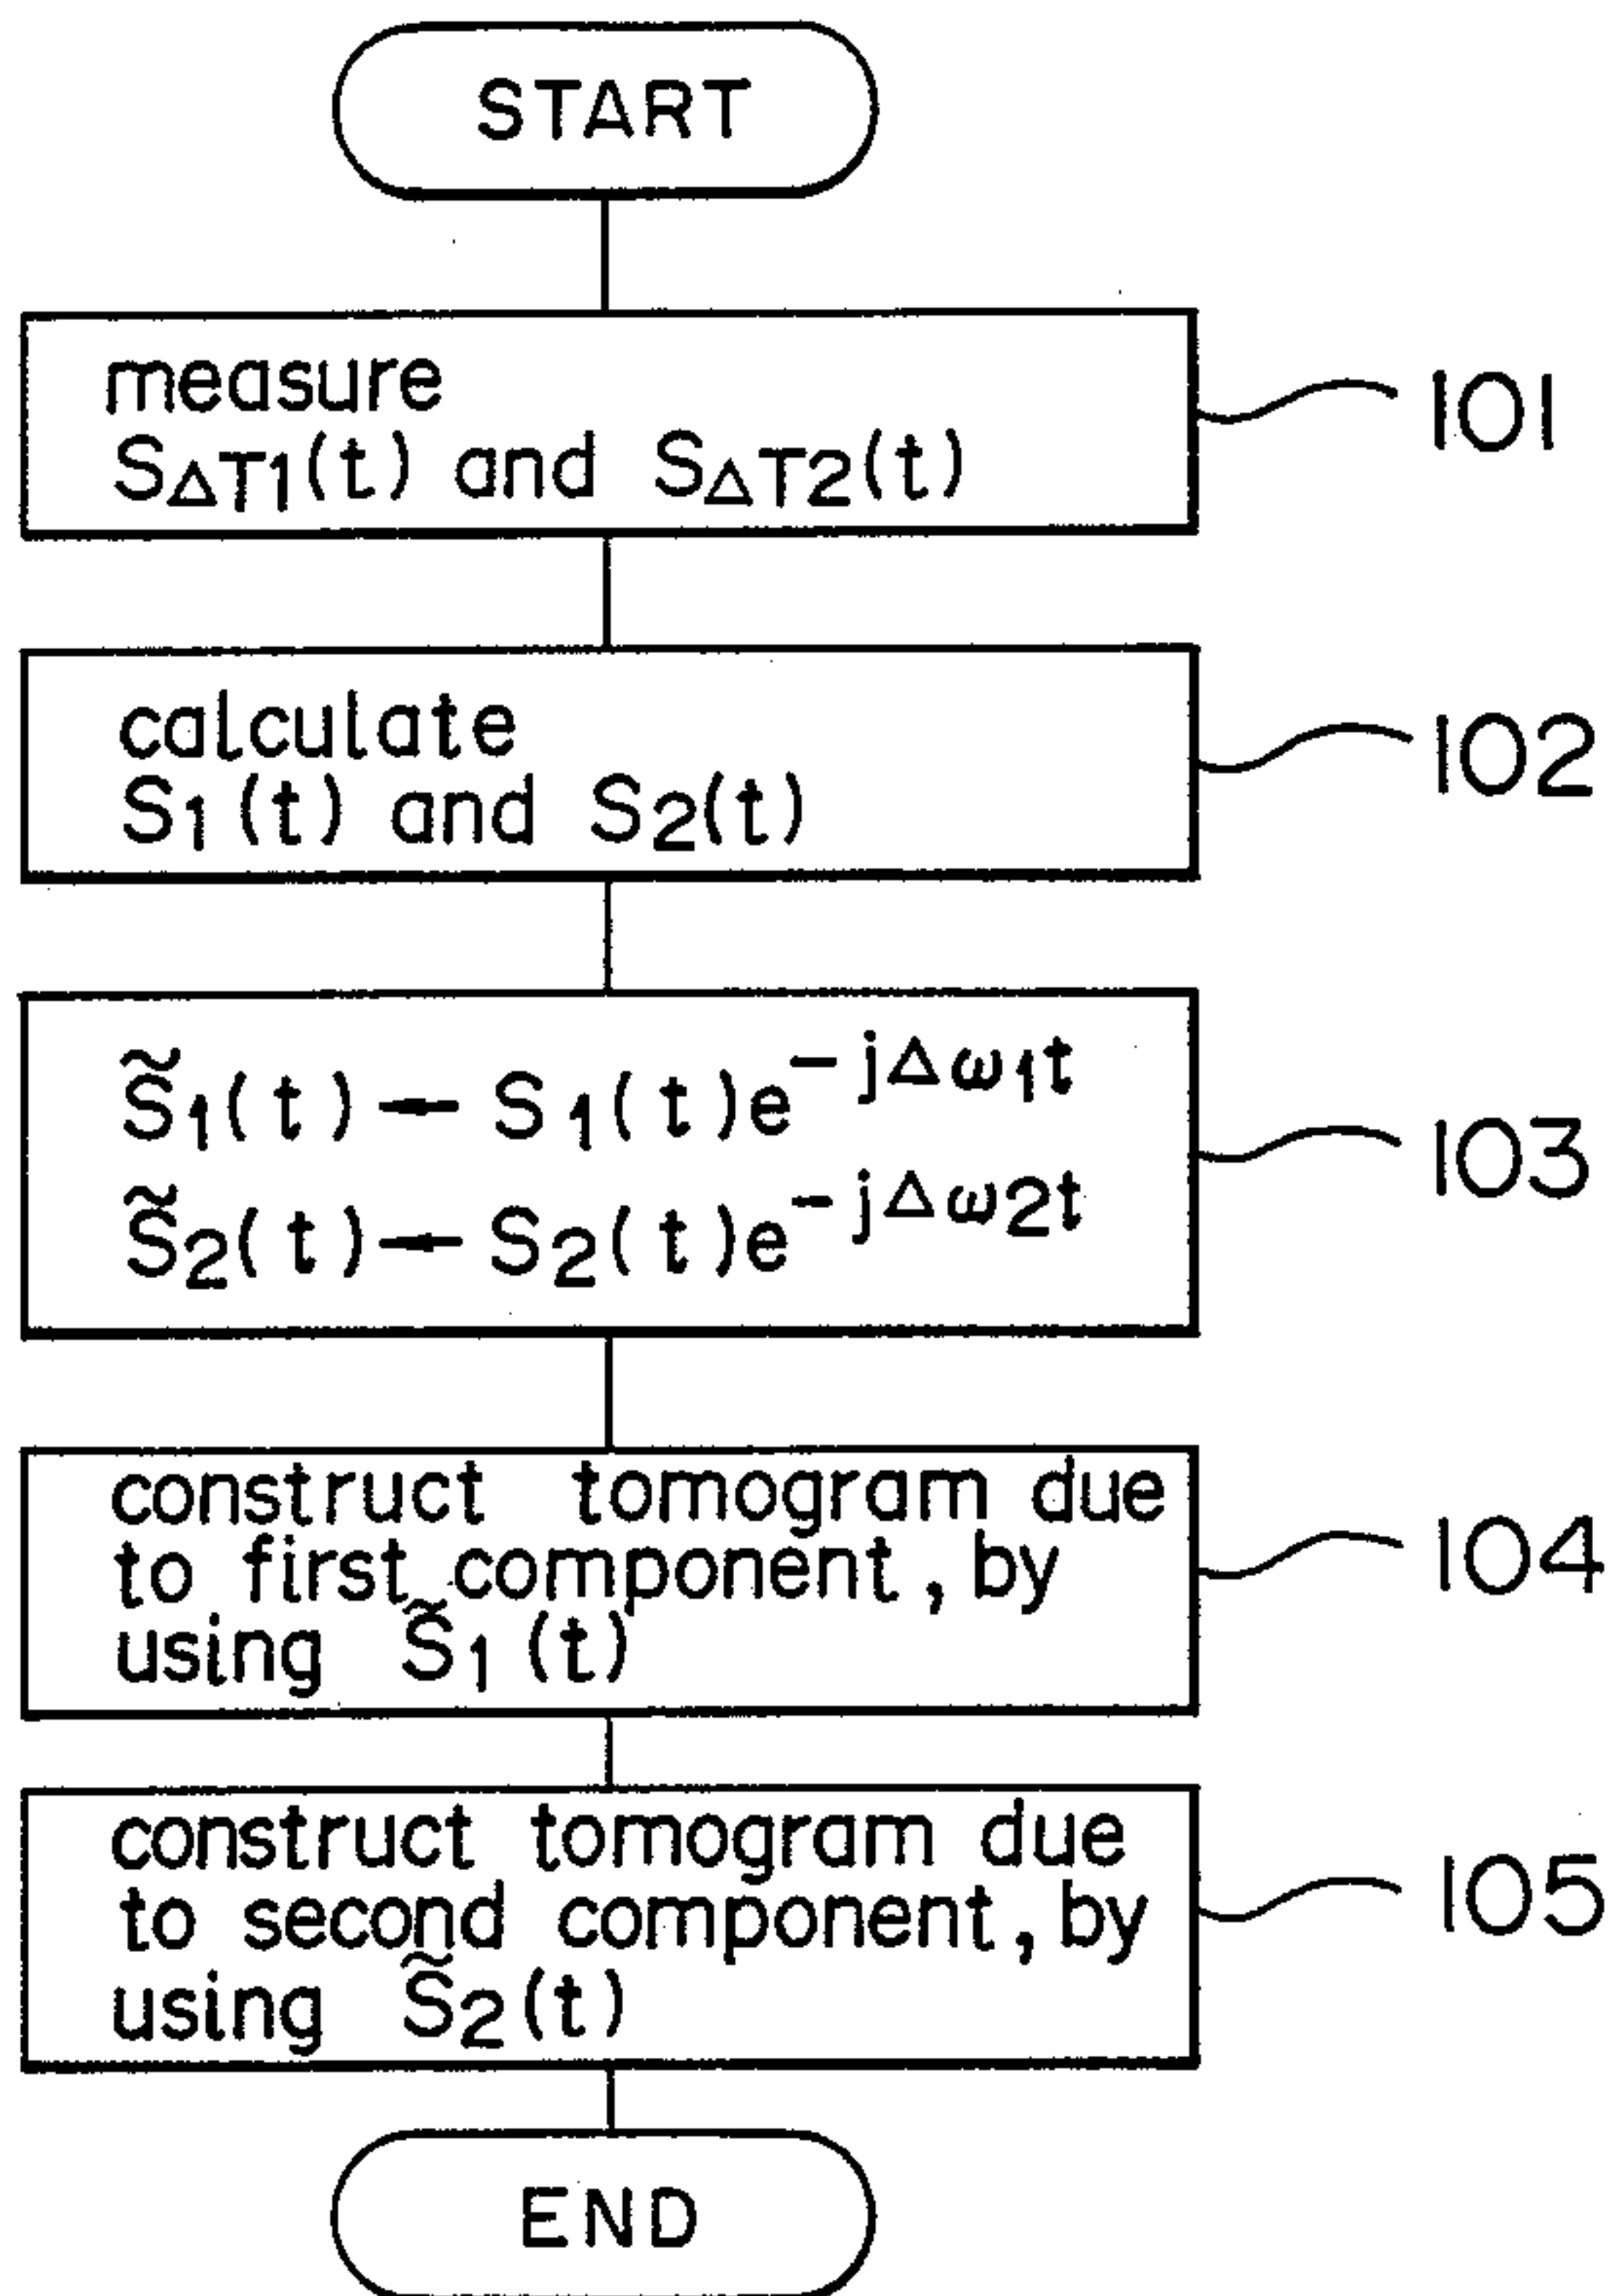 START
measure
SΔT1(t) and SΔT2(t)
101
calculate
S1(t) and S2(t)
102
S̃1(t)←S1(t)e^-jΔω1t
S̃2(t)←S2(t)e^-jΔω2t
103
construct tomogram due
to first component, by
using S̃1(t)
104
construct tomogram due
to second component, by
using S̃2(t)
105
END